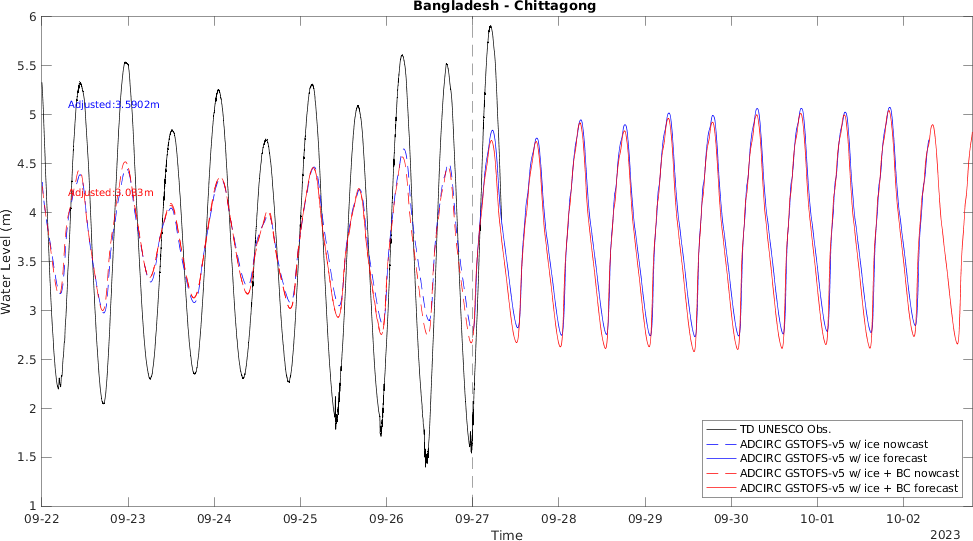 Bangladesh - Chittagong
6
5.5
5
4.5
4
3.5
3
2.5
2
1.5
1
Water Level (m)
Adjusted:3.5902m
Adjusted:3.083m
TD UNESCO Obs.
ADCIRC GSTOFS-v5 w/ ice nowcast
ADCIRC GSTOFS-v5 w/ ice forecast
ADCIRC GSTOFS-v5 w/ ice + BC nowcast
ADCIRC GSTOFS-v5 w/ ice + BC forecast
09-22 09-23 09-24 09-25 09-26 09-27 09-28 09-29 09-30 10-01 10-02
Time
2023